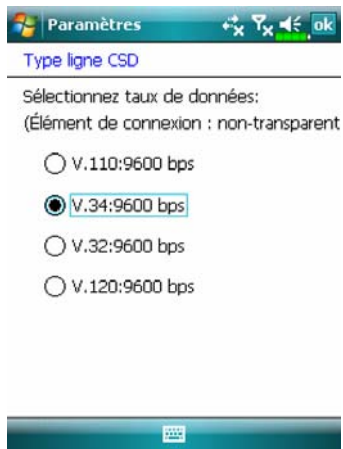 Paramètres ok
Type ligne CSD
Sélectionnez taux de données:
(Élément de connexion : non-transparent
V.110:9600 bps
V.34:9600 bps
V.32:9600 bps
V.120:9600 bps